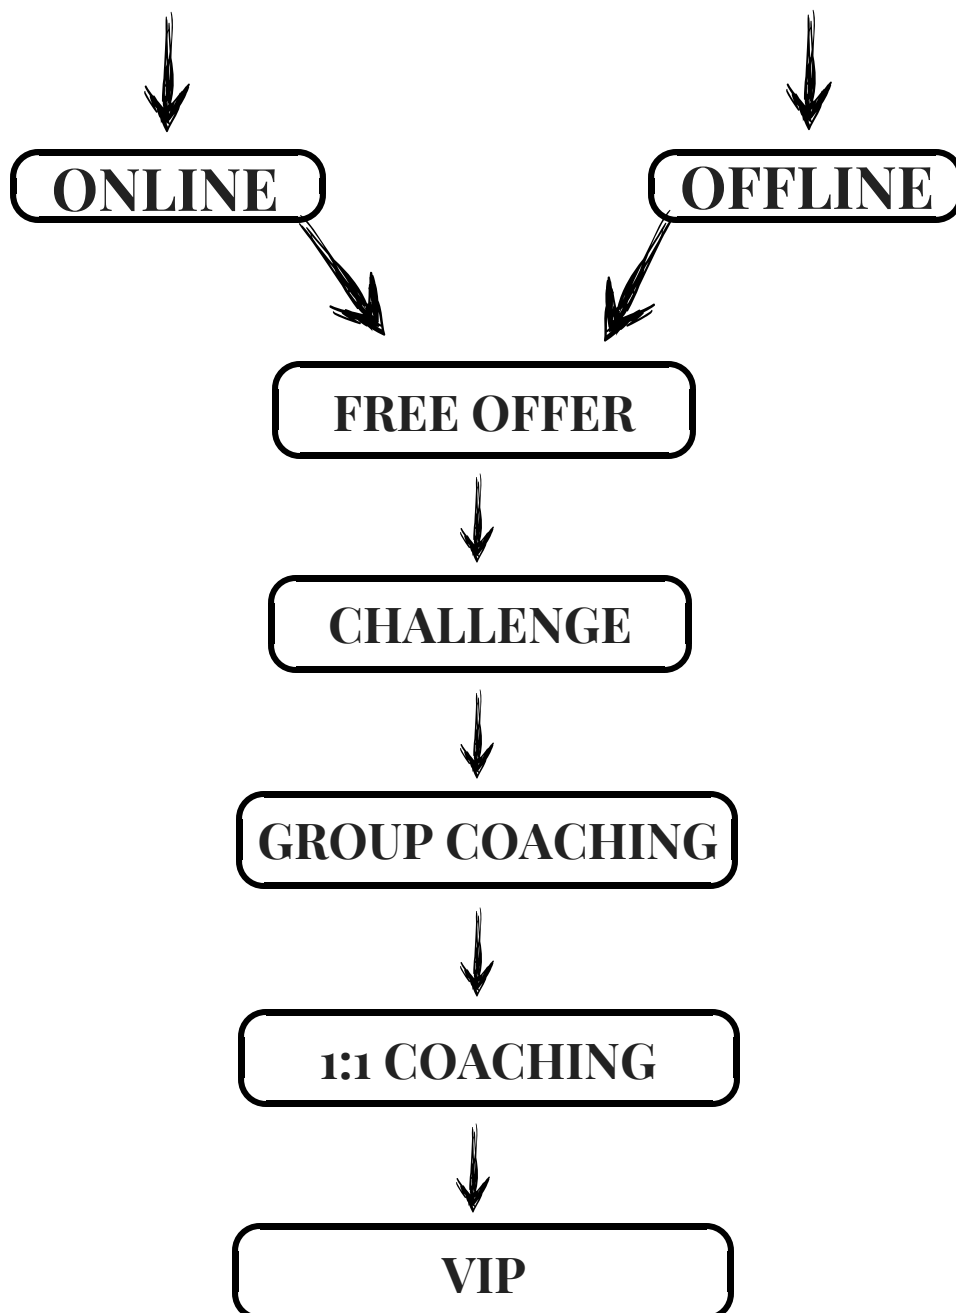 ONLINE
OFFLINE
FREE OFFER
CHALLENGE
GROUP COACHING
1:1 COACHING
VIP